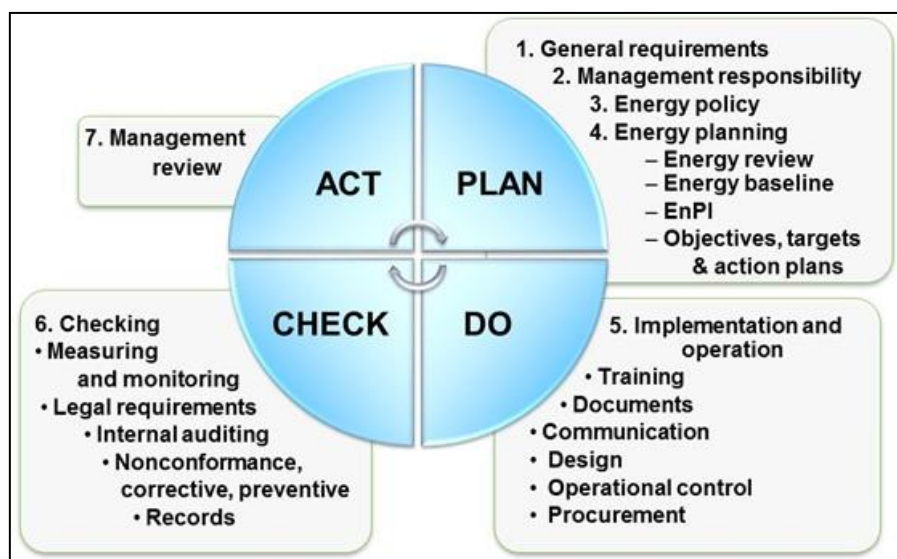 1. General requirements
2. Management responsibility
3. Energy policy
4. Energy planning
– Energy review
– Energy baseline
– EnPI
– Objectives, targets
& action plans
7. Management
review
ACT
PLAN
CHECK
DO
6. Checking
• Measuring
and monitoring
• Legal requirements
• Internal auditing
• Nonconformance,
corrective, preventive
• Records
5. Implementation and
operation
• Training
• Documents
• Communication
• Design
• Operational control
• Procurement